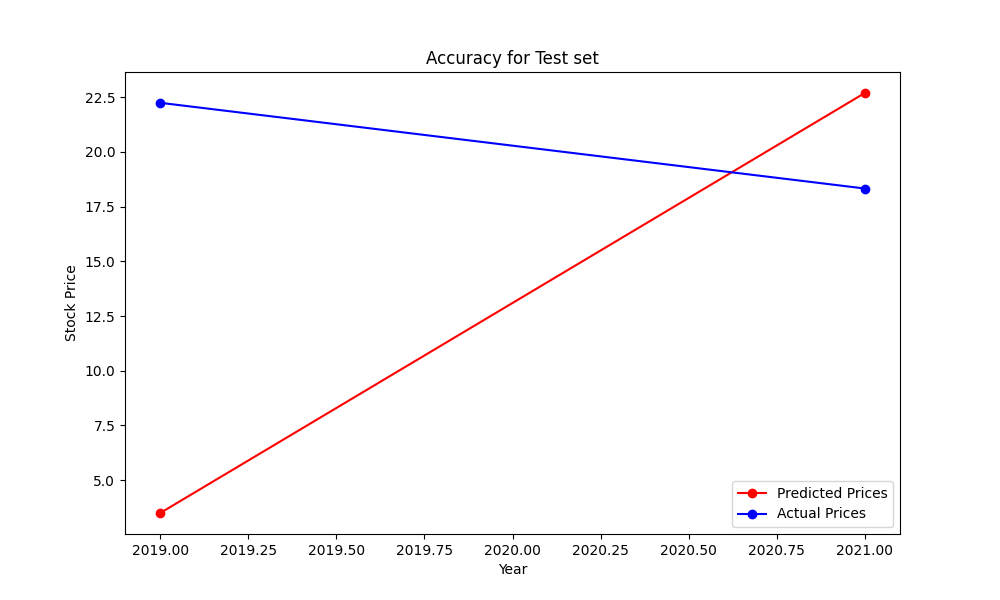 Accuracy for Test set
Stock Price
22.5
20.0
17.5
15.0
12.5
10.0
7.5
5.0
Predicted Prices
Actual Prices
2019.00 2019.25 2019.50 2019.75 2020.00 2020.25 2020.50 2020.75 2021.00
Year